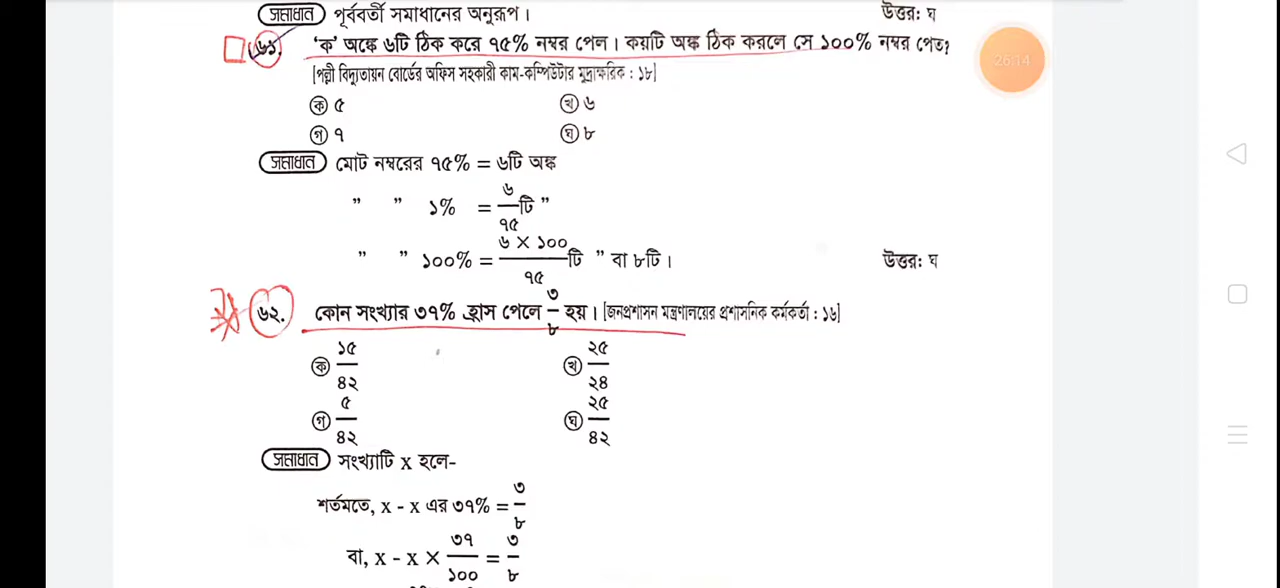 সমাধান পূর্ববর্তী সমাধানের অনুরূপ। উত্তর: ঘ
৬১. ‘ক’ অঙ্কে ৬টি ঠিক করে ৭৫% নম্বর পেল। কয়টি অঙ্ক ঠিক করলে সে ১০০% নম্বর পেত?
26:14
[পল্লী বিদ্যুতায়ন বোর্ডের অফিস সহকারী কাম-কম্পিউটার মুদ্রাক্ষরিক : ১৮]
ক ৫ খ ৬
গ ৭ ঘ ৮
সমাধান মোট নম্বরের ৭৫% = ৬টি অঙ্ক
" " ১% = ৬/৭৫ টি "
" " ১০০% = ৬ × ১০০/৭৫ টি " বা ৮টি। উত্তর: ঘ
৬২. কোন সংখ্যার ৩৭% হ্রাস পেলে ৩/৮ হয়। [জনপ্রশাসন মন্ত্রণালয়ের প্রশাসনিক কর্মকর্তা : ১৬]
ক ১৫/৪২ খ ২৫/২৪
গ ৫/৪২ ঘ ২৫/৪২
সমাধান সংখ্যাটি x হলে-
শর্তমতে, x - x এর ৩৭% = ৩/৮
বা, x - x × ৩৭/১০০ = ৩/৮